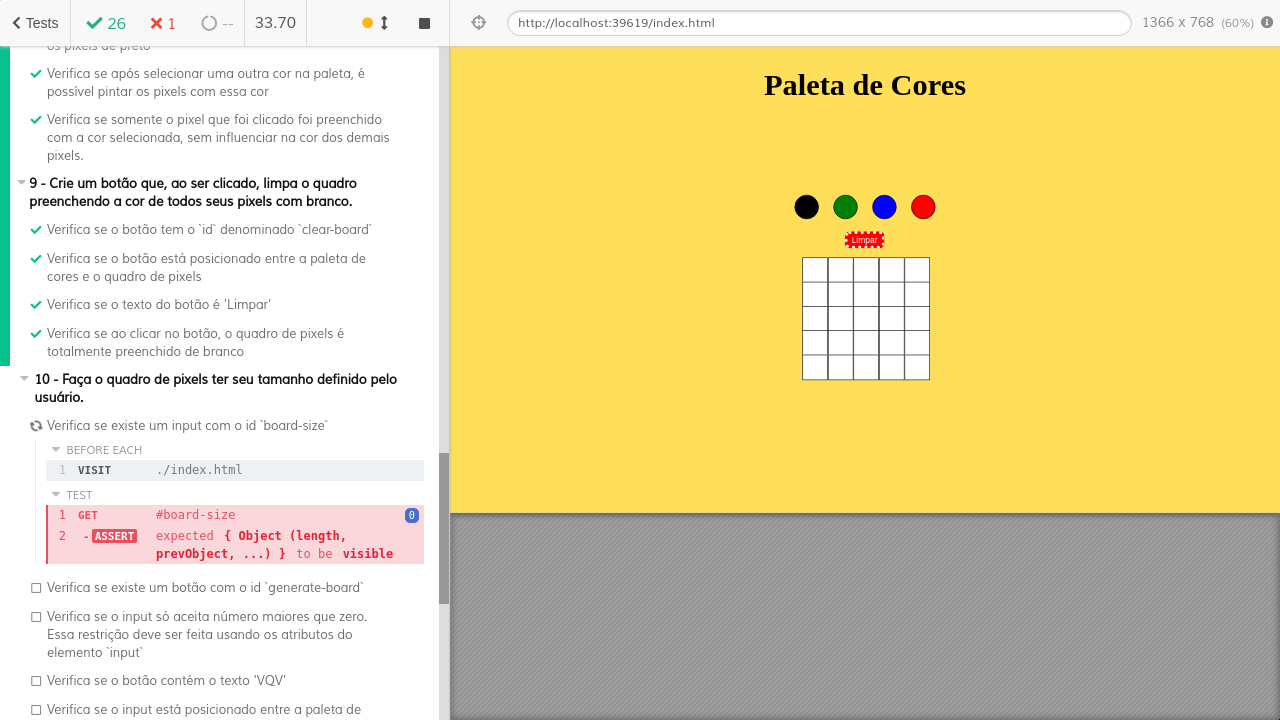 Tests
26
1
--
33.70
http://localhost:39619/index.html
1366 x 768 (60%)
os pixels de preto
Verifica se após selecionar uma outra cor na paleta, é
possível pintar os pixels com essa cor
Verifica se somente o pixel que foi clicado foi preenchido
com a cor selecionada, sem influenciar na cor dos demais
pixels.
9 - Crie um botão que, ao ser clicado, limpa o quadro
preenchendo a cor de todos seus pixels com branco.
Verifica se o botão tem o `id` denominado `clear-board`
Verifica se o botão está posicionado entre a paleta de
cores e o quadro de pixels
Verifica se o texto do botão é 'Limpar'
Verifica se ao clicar no botão, o quadro de pixels é
totalmente preenchido de branco
10 - Faça o quadro de pixels ter seu tamanho definido pelo
usuário.
Verifica se existe um input com o id `board-size`
BEFORE EACH
1 VISIT ./index.html
TEST
1 GET #board-size 0
2 -ASSERT expected { Object (length,
prevObject, ...) } to be visible
Verifica se existe um botão com o id `generate-board`
Verifica se o input só aceita número maiores que zero.
Essa restrição deve ser feita usando os atributos do
elemento `input`
Verifica se o botão contém o texto 'VQV'
Verifica se o input está posicionado entre a paleta de
Paleta de Cores
Limpar